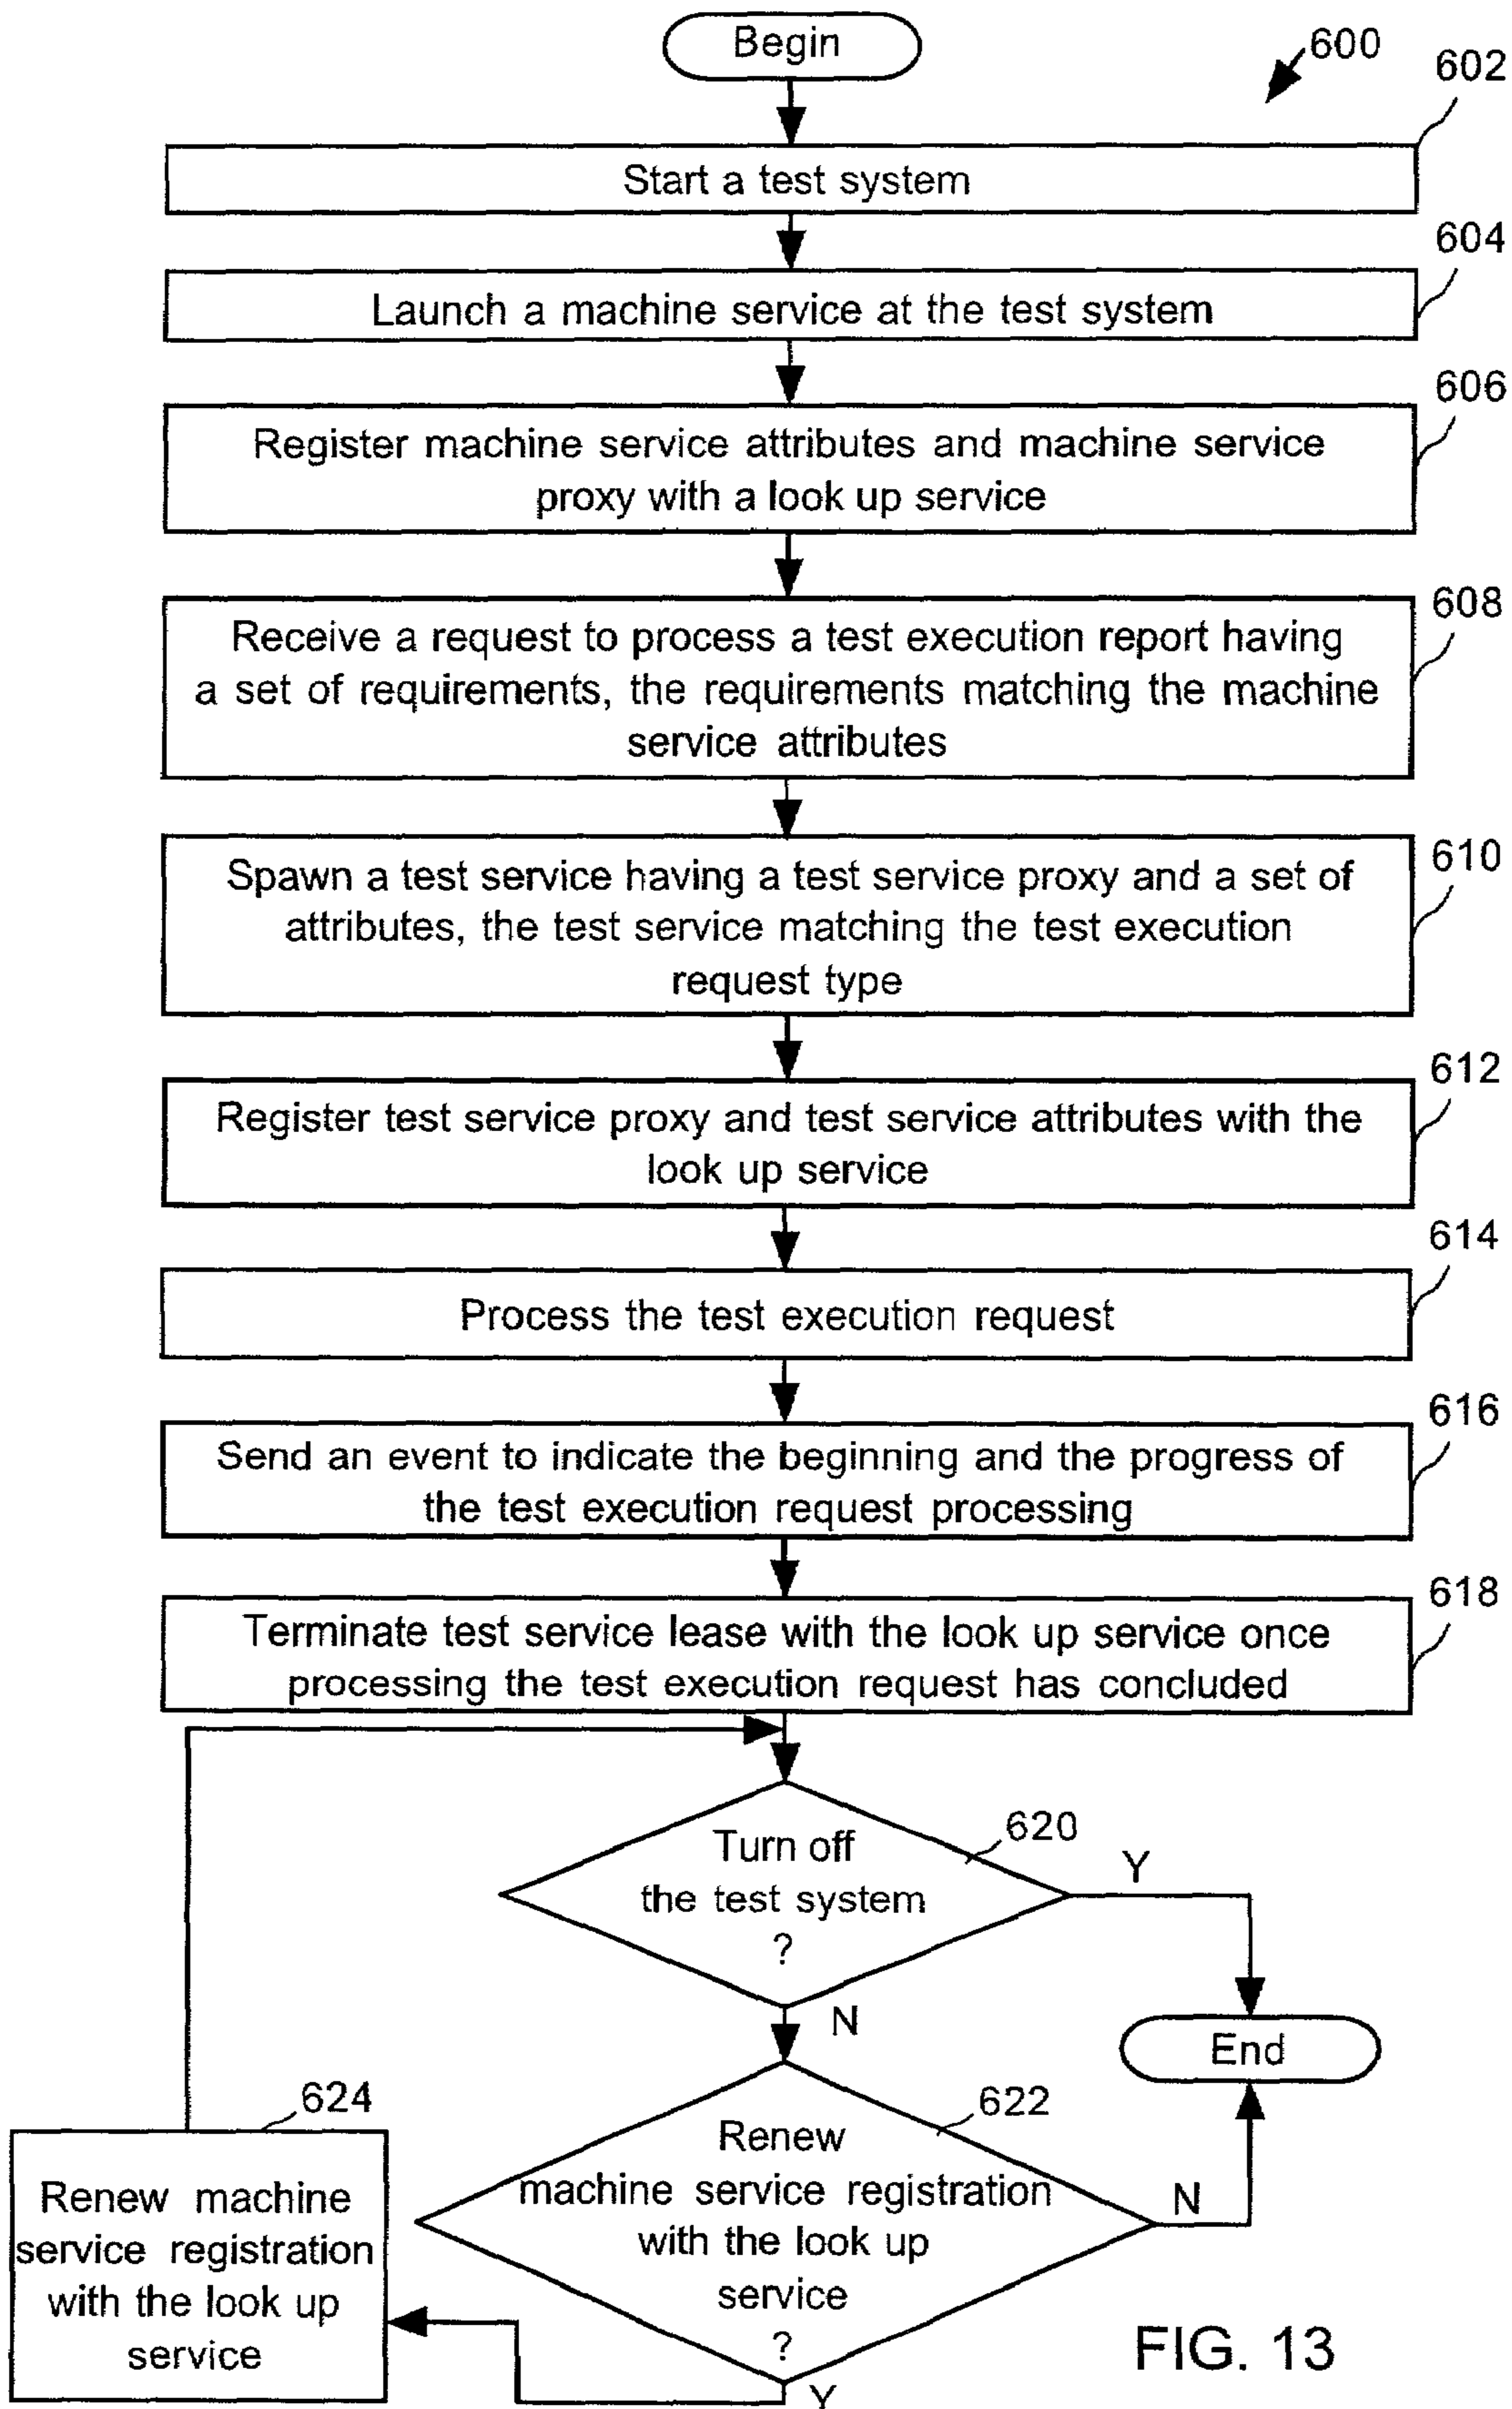 Begin
600
602
Start a test system
604
Launch a machine service at the test system
606
Register machine service attributes and machine service
proxy with a look up service
608
Receive a request to process a test execution report having
a set of requirements, the requirements matching the machine
service attributes
610
Spawn a test service having a test service proxy and a set of
attributes, the test service matching the test execution
request type
612
Register test service proxy and test service attributes with the
look up service
614
Process the test execution request
616
Send an event to indicate the beginning and the progress of
the test execution request processing
618
Terminate test service lease with the look up service once
processing the test execution request has concluded
620
Turn off
the test system
?
Y
N
End
622
Renew
machine service registration
with the look up
service
?
N
Y
624
Renew machine
service registration
with the look up
service
FIG. 13